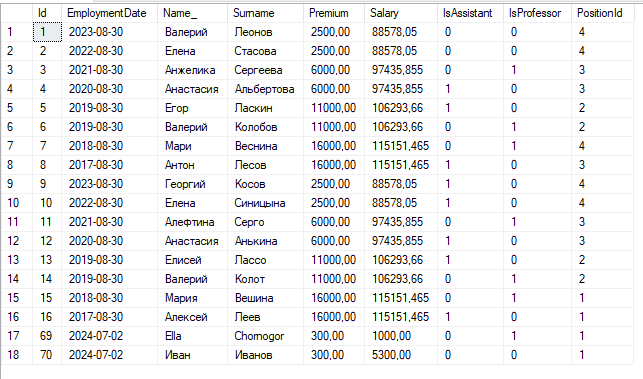 Id EmploymentDate Name_ Surname Premium Salary IsAssistant IsProfessor PositionId
1 1 2023-08-30 Валерий Леонов 2500,00 88578,05 0 0 4
2 2 2022-08-30 Елена Стасова 2500,00 88578,05 0 0 4
3 3 2021-08-30 Анжелика Сергеева 6000,00 97435,855 0 1 3
4 4 2020-08-30 Анастасия Альбертова 6000,00 97435,855 1 0 3
5 5 2019-08-30 Егор Ласкин 11000,00 106293,66 1 0 2
6 6 2019-08-30 Валерий Колобов 11000,00 106293,66 0 1 2
7 7 2018-08-30 Мари Веснина 16000,00 115151,465 0 1 4
8 8 2017-08-30 Антон Лесов 16000,00 115151,465 1 0 3
9 9 2023-08-30 Георгий Косов 2500,00 88578,05 1 0 4
10 10 2022-08-30 Елена Синицына 2500,00 88578,05 1 0 4
11 11 2021-08-30 Алефтина Серго 6000,00 97435,855 0 1 3
12 12 2020-08-30 Анастасия Анькина 6000,00 97435,855 1 0 3
13 13 2019-08-30 Елисей Лассо 11000,00 106293,66 1 0 2
14 14 2019-08-30 Валерий Колот 11000,00 106293,66 0 1 2
15 15 2018-08-30 Мария Вешина 16000,00 115151,465 0 1 1
16 16 2017-08-30 Алексей Леев 16000,00 115151,465 1 0 1
17 69 2024-07-02 Ella Chornogor 300,00 1000,00 0 1 1
18 70 2024-07-02 Иван Иванов 300,00 5300,00 0 0 1